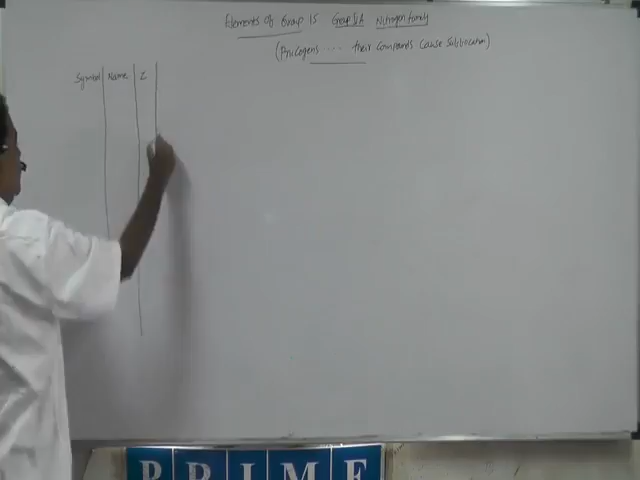 Elements of Group 15 Group VA Nitrogen family
(Pnicogens .... their Compounds Cause Suffocation)
Symbol Name Z
PRIME